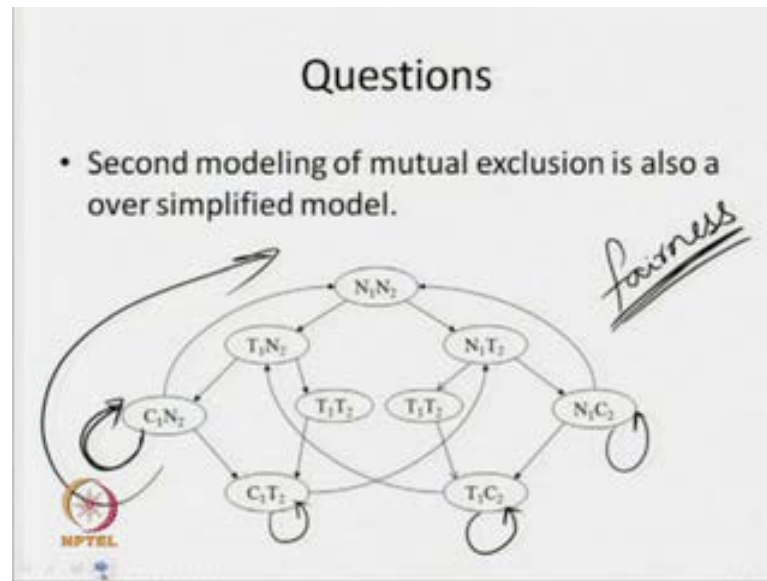 Questions
• Second modeling of mutual exclusion is also a
over simplified model.
fairness
N₁N₂
T₁N₂ N₁T₂
C₁N₂ T₁T₂ T₁T₂ N₁C₂
C₁T₂ T₁C₂
NPTEL